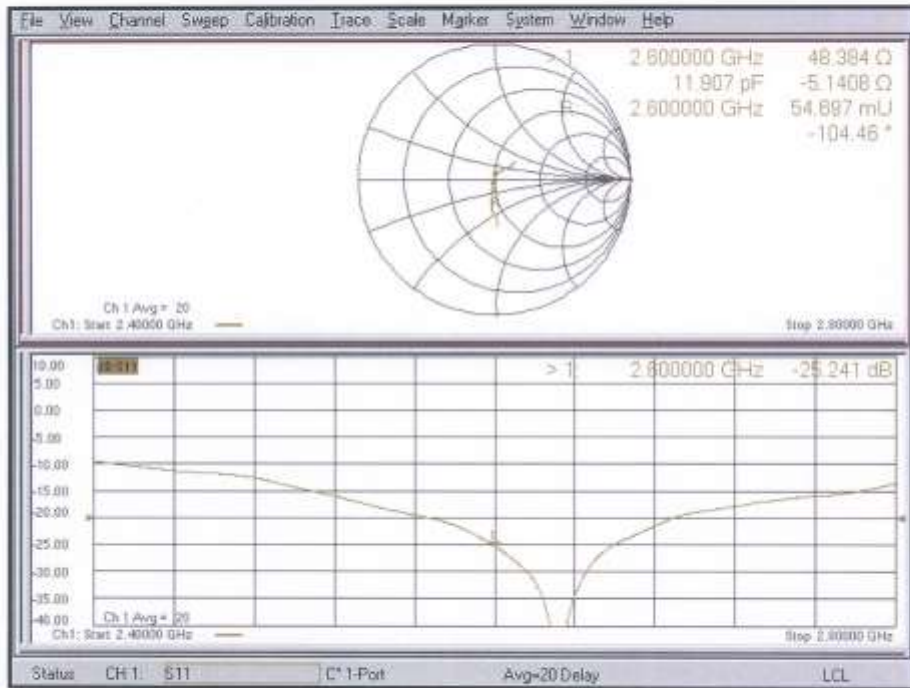 File View Channel Sweep Calibration Trace Scale Marker System Window Help
> 1 2.600000 GHz 48.384 Ω
11.907 pF -5.1408 Ω
2.600000 GHz 54.697 mU
-104.46 °
Ch 1 Avg = 20
Ch1: Start 2.40000 GHz
Stop 2.80000 GHz
10.00
> 1: 2.600000 GHz -25.241 dB
5.00
0.00
-5.00
-10.00
-15.00
-20.00
-25.00
-30.00
-35.00
-40.00
Ch 1 Avg = 20
Ch1: Start 2.40000 GHz
Stop 2.80000 GHz
Status CH 1: S11 C* 1-Port Avg=20 Delay LCL